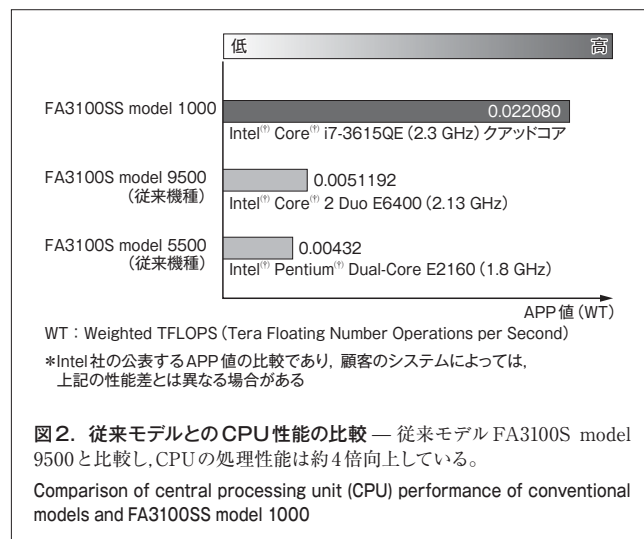 低 高
FA3100SS model 1000
0.022080
Intel(†) Core(†) i7-3615QE (2.3 GHz) クアッドコア
FA3100S model 9500
（従来機種）
0.0051192
Intel(†) Core(†) 2 Duo E6400 (2.13 GHz)
FA3100S model 5500
（従来機種）
0.00432
Intel(†) Pentium(†) Dual-Core E2160 (1.8 GHz)
APP値（WT）
WT：Weighted TFLOPS (Tera Floating Number Operations per Second)
*Intel社の公表するAPP値の比較であり，顧客のシステムによっては，
上記の性能差とは異なる場合がある
図2．従来モデルとのCPU性能の比較 — 従来モデルFA3100S model
9500と比較し，CPUの処理性能は約4倍向上している。
Comparison of central processing unit (CPU) performance of conventional
models and FA3100SS model 1000